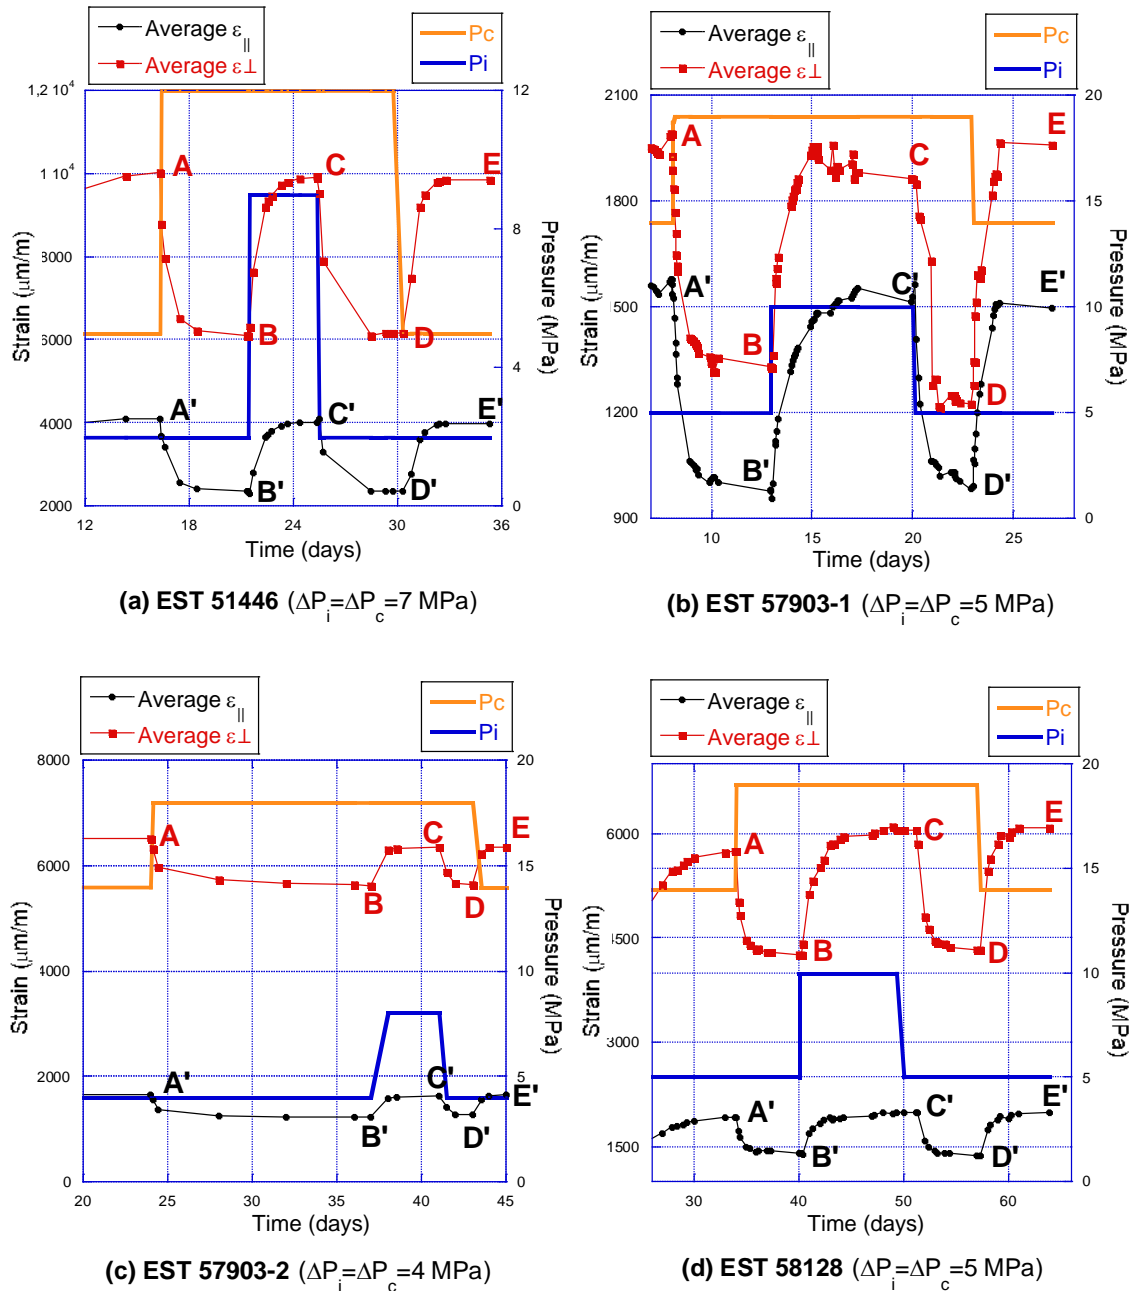 Average ε||
Average ε⊥
Pc
Pi
1,2 10⁴
1 10⁴
8000
6000
4000
2000
12
8
4
0
12 18 24 30 36
Strain (μm/m)
Pressure (MPa)
Time (days)
A B C D E
A' B' C' D' E'
(a) EST 51446 (ΔPi=ΔPc=7 MPa)
Average ε||
Average ε⊥
Pc
Pi
2100
1800
1500
1200
900
20
15
10
5
0
10 15 20 25
Strain (μm/m)
Pressure (MPa)
Time (days)
A B C D E
A' B' C' D' E'
(b) EST 57903-1 (ΔPi=ΔPc=5 MPa)
Average ε||
Average ε⊥
Pc
Pi
8000
6000
4000
2000
0
20
15
10
5
0
20 25 30 35 40 45
Strain (μm/m)
Pressure (MPa)
Time (days)
A B C D E
A' B' C' D' E'
(c) EST 57903-2 (ΔPi=ΔPc=4 MPa)
Average ε||
Average ε⊥
Pc
Pi
6000
4500
3000
1500
20
15
10
5
0
30 40 50 60
Strain (μm/m)
Pressure (MPa)
Time (days)
A B C D E
A' B' C' D' E'
(d) EST 58128 (ΔPi=ΔPc=5 MPa)